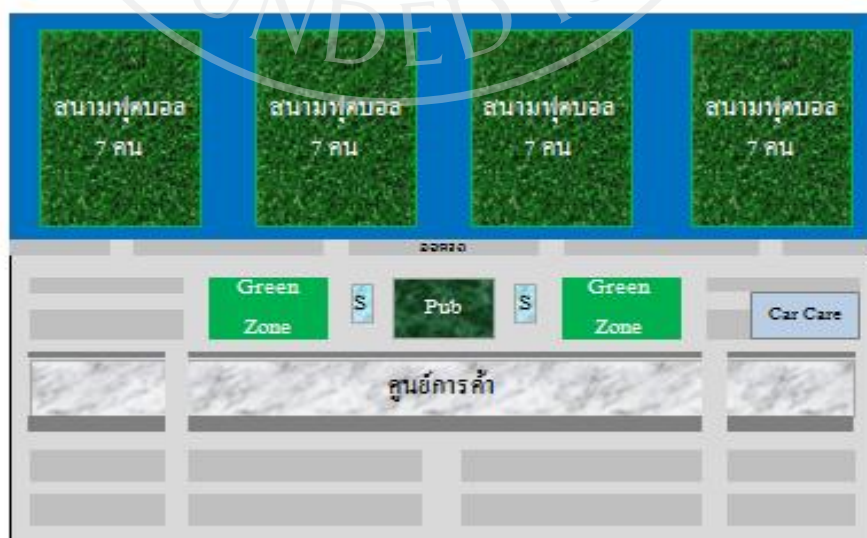 UNDED
สนามฟุตบอล
7 คน
สนามฟุตบอล
7 คน
สนามฟุตบอล
7 คน
สนามฟุตบอล
7 คน
Green
Zone
S
Pub
S
Green
Zone
Car Care
ศูนย์การค้า